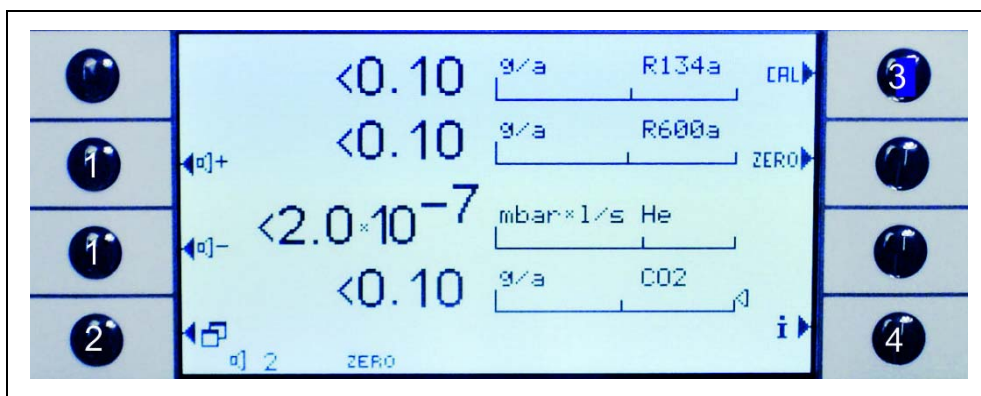 <0.10 g/a R134a CAL
3
<0.10 g/a R600a ZERO
1 +
<2.0×10⁻⁷ mbar×l/s He
1 -
<0.10 g/a CO2
2 i 4
2 ZERO